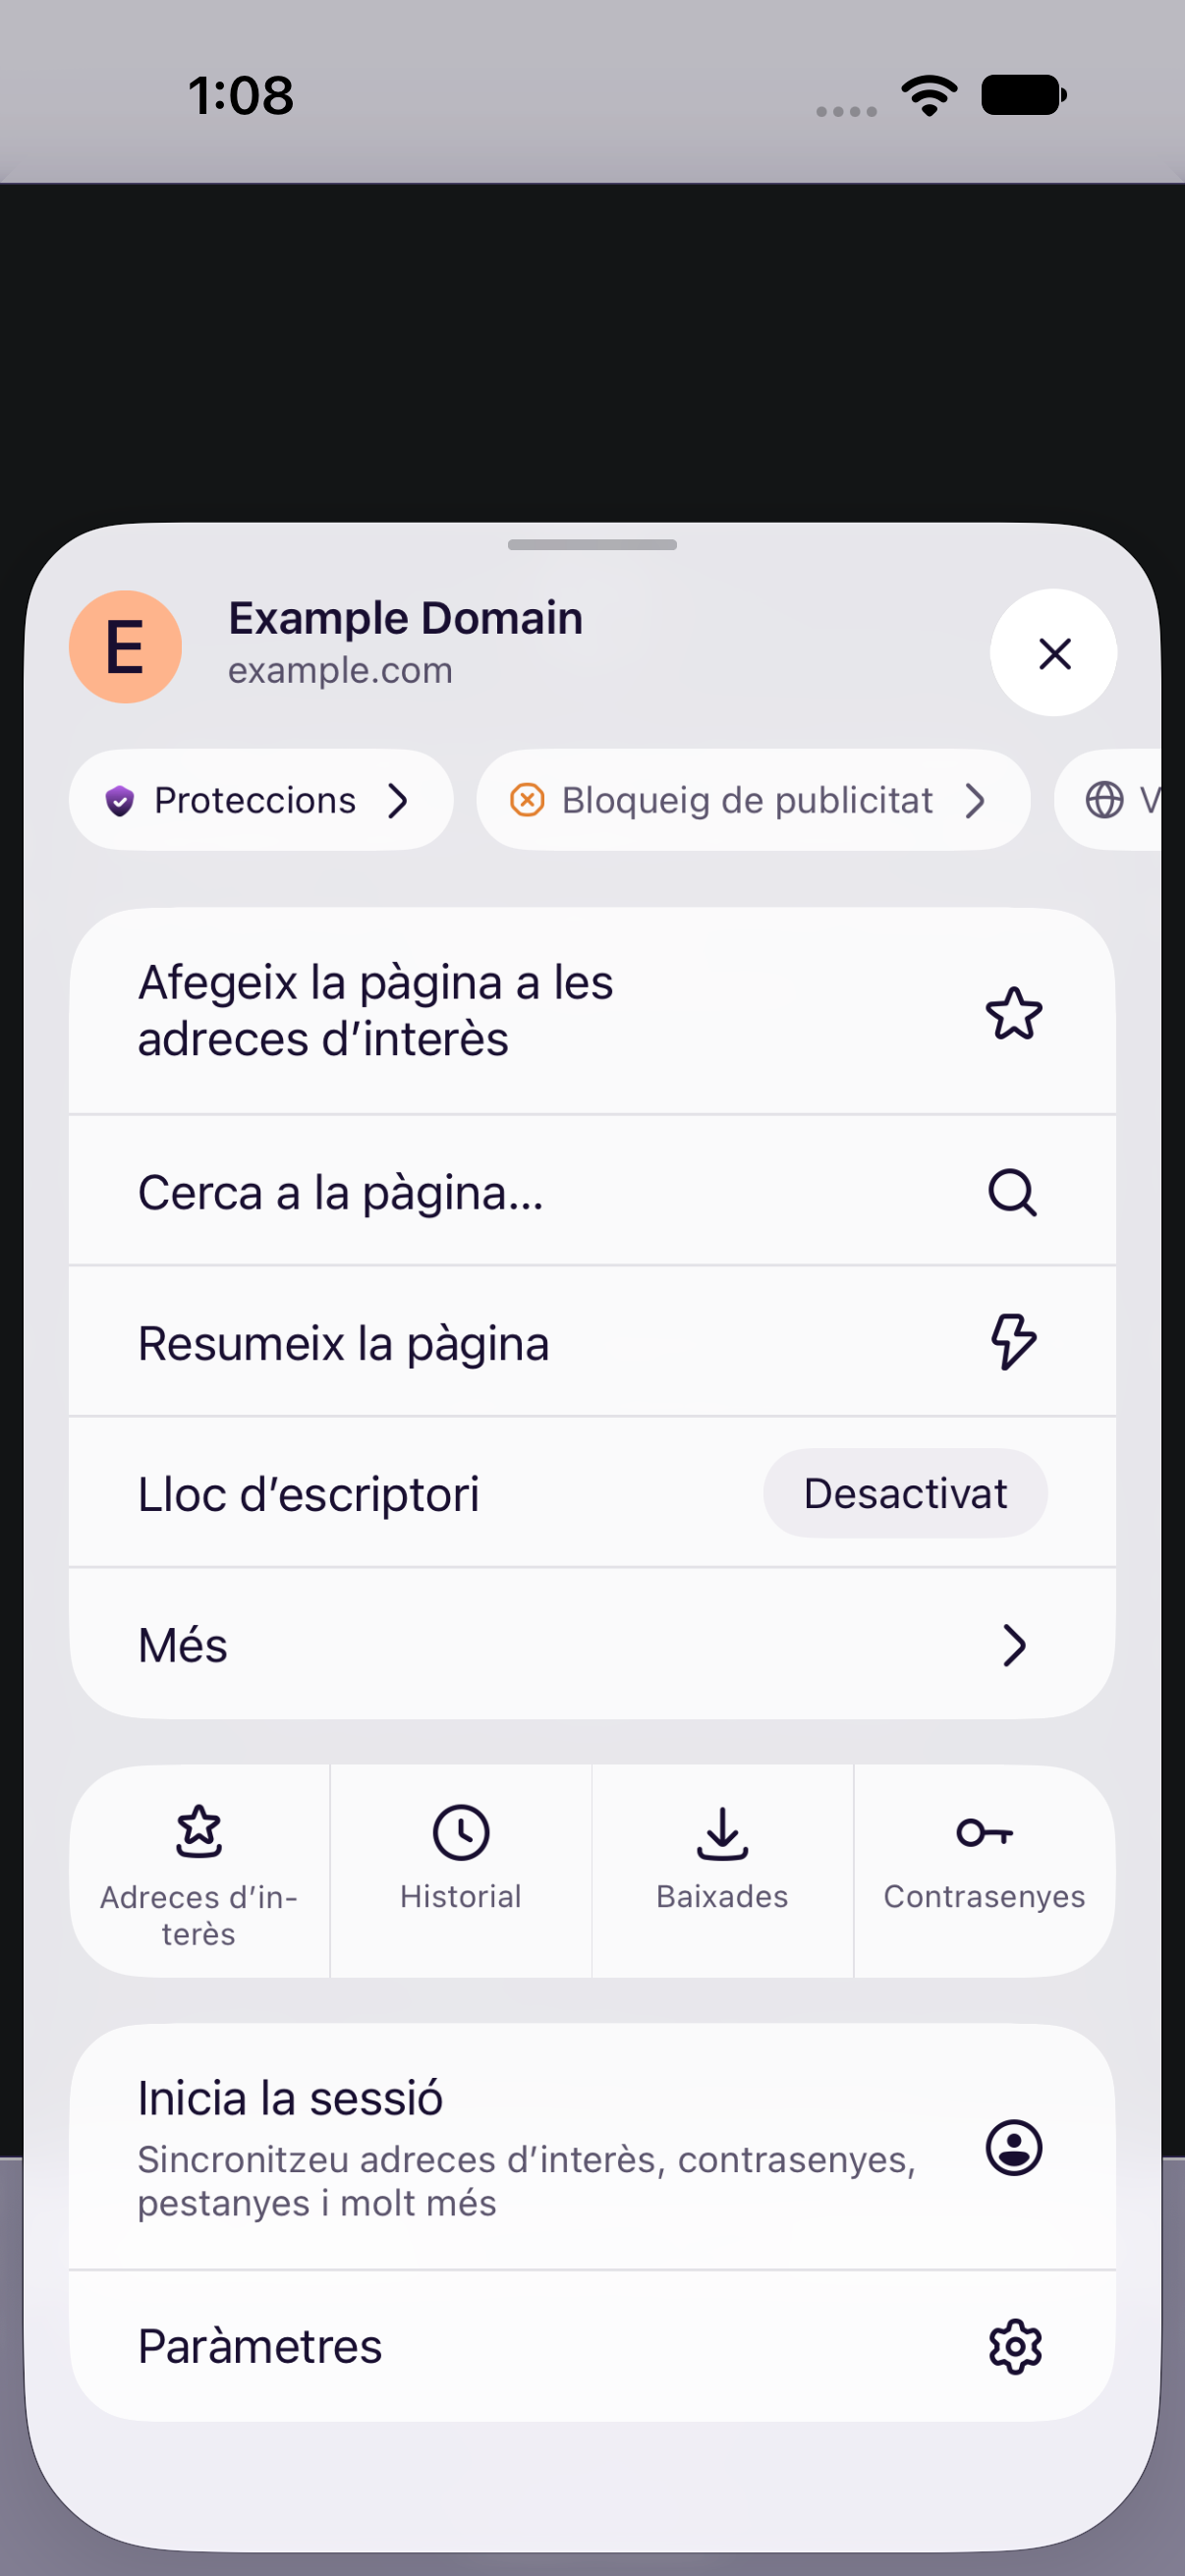 1:08
E
Example Domain
example.com
Proteccions
Bloqueig de publicitat
V
Afegeix la pàgina a les
adreces d’interès
Cerca a la pàgina…
Resumeix la pàgina
Lloc d’escriptori
Desactivat
Més
Adreces d’in-
terès
Historial
Baixades
Contrasenyes
Inicia la sessió
Sincronitzeu adreces d’interès, contrasenyes,
pestanyes i molt més
Paràmetres